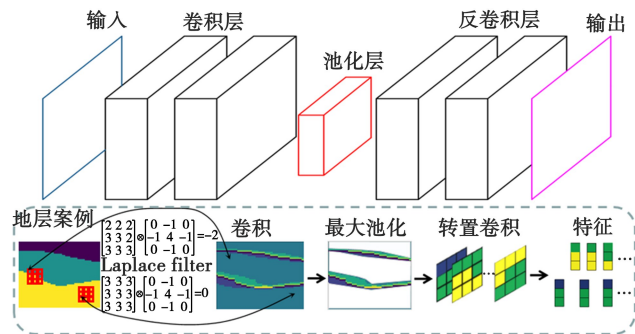 输入 卷积层 池化层 反卷积层 输出
地层案例 卷积 最大池化 转置卷积 特征
2 2 2 0 -1 0
3 3 2 ⊗ -1 4 -1 =-2
3 3 3 0 -1 0
Laplace filter
3 3 3 0 -1 0
3 3 3 ⊗ -1 4 -1 =0
3 3 3 0 -1 0